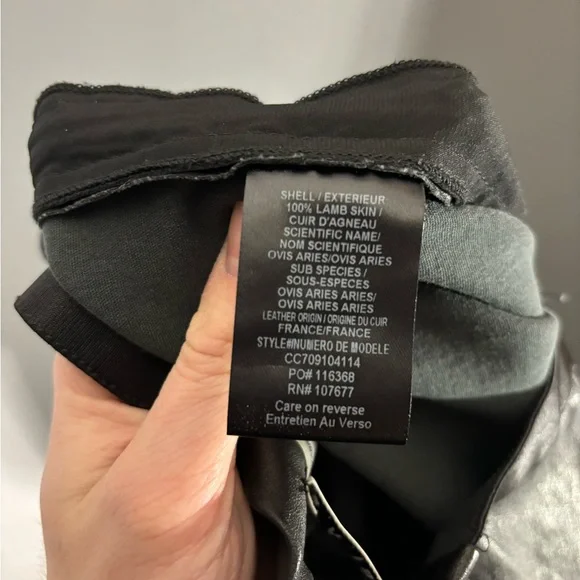 SHELL / EXTERIEUR
100% LAMB SKIN /
CUIR D'AGNEAU
SCIENTIFIC NAME/
NOM SCIENTIFIQUE
OVIS ARIES/OVIS ARIES
SUB SPECIES /
SOUS-ESPECES
OVIS ARIES ARIES/
OVIS ARIES ARIES
LEATHER ORIGIN / ORIGINE DU CUIR
FRANCE/FRANCE
STYLE#/NUMERO DE MODELE
CC709104114
PO# 116368
RN# 107677
Care on reverse
Entretien Au Verso